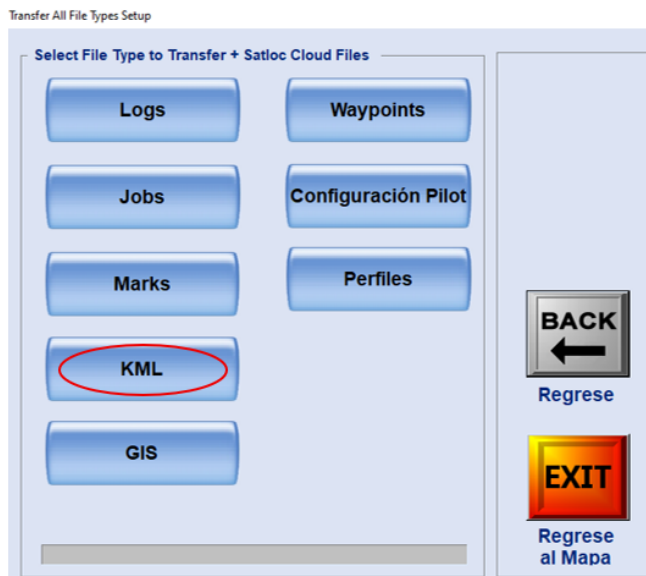 Transfer All File Types Setup
Select File Type to Transfer + Satloc Cloud Files
Logs
Waypoints
Jobs
Configuración Pilot
Marks
Perfiles
KML
GIS
BACK
Regrese
EXIT
Regrese
al Mapa